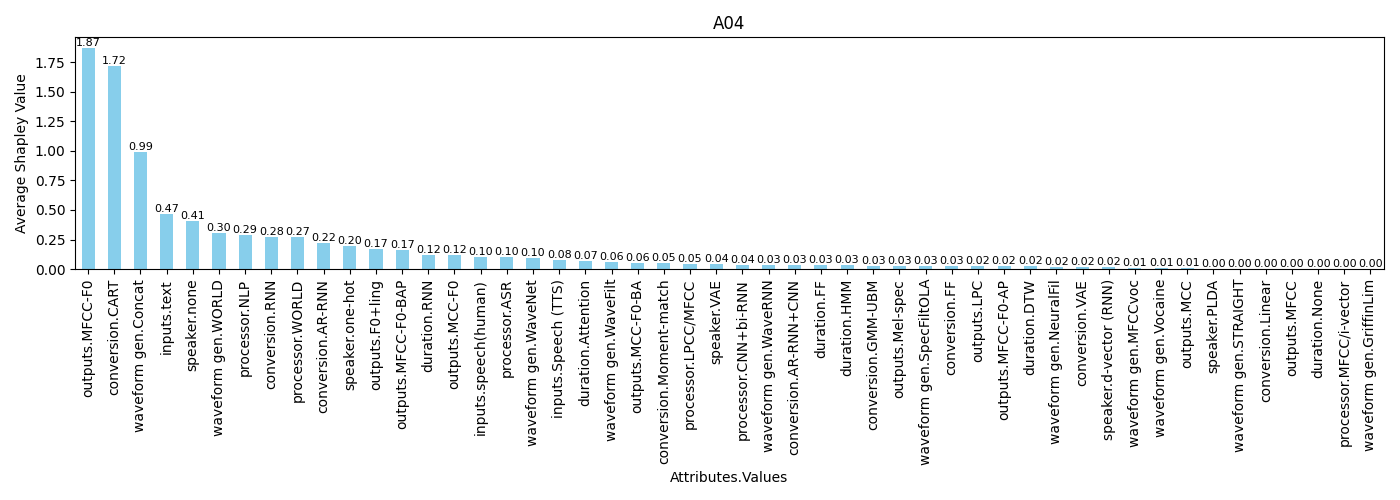 A04
Average Shapley Value
1.75
1.50
1.25
1.00
0.75
0.50
0.25
0.00
1.87
1.72
0.99
0.47
0.41
0.30
0.29
0.28
0.27
0.22
0.20
0.17
0.17
0.12
0.12
0.10
0.10
0.10
0.08
0.07
0.06
0.06
0.05
0.05
0.04
0.04
0.03
0.03
0.03
0.03
0.03
0.03
0.03
0.03
0.02
0.02
0.02
0.02
0.02
0.02
0.01
0.01
0.01
0.00
0.00
0.00
0.00
0.00
0.00
0.00
outputs.MFCC-F0
conversion.CART
waveform gen.Concat
inputs.text
speaker.none
waveform gen.WORLD
processor.NLP
conversion.RNN
processor.WORLD
conversion.AR-RNN
speaker.one-hot
outputs.F0+ling
outputs.MFCC-F0-BAP
duration.RNN
outputs.MCC-F0
inputs.speech(human)
processor.ASR
waveform gen.WaveNet
inputs.Speech (TTS)
duration.Attention
waveform gen.WaveFilt
outputs.MCC-F0-BA
conversion.Moment-match
processor.LPCC/MFCC
speaker.VAE
processor.CNN+bi-RNN
waveform gen.WaveRNN
conversion.AR-RNN+CNN
duration.FF
duration.HMM
conversion.GMM-UBM
outputs.Mel-spec
waveform gen.SpecFiltOLA
conversion.FF
outputs.LPC
outputs.MFCC-F0-AP
duration.DTW
waveform gen.NeuralFil
conversion.VAE
speaker.d-vector (RNN)
waveform gen.MFCCvoc
waveform gen.Vocaine
outputs.MCC
speaker.PLDA
waveform gen.STRAIGHT
conversion.Linear
outputs.MFCC
duration.None
processor.MFCC/i-vector
waveform gen.GriffinLim
Attributes.Values